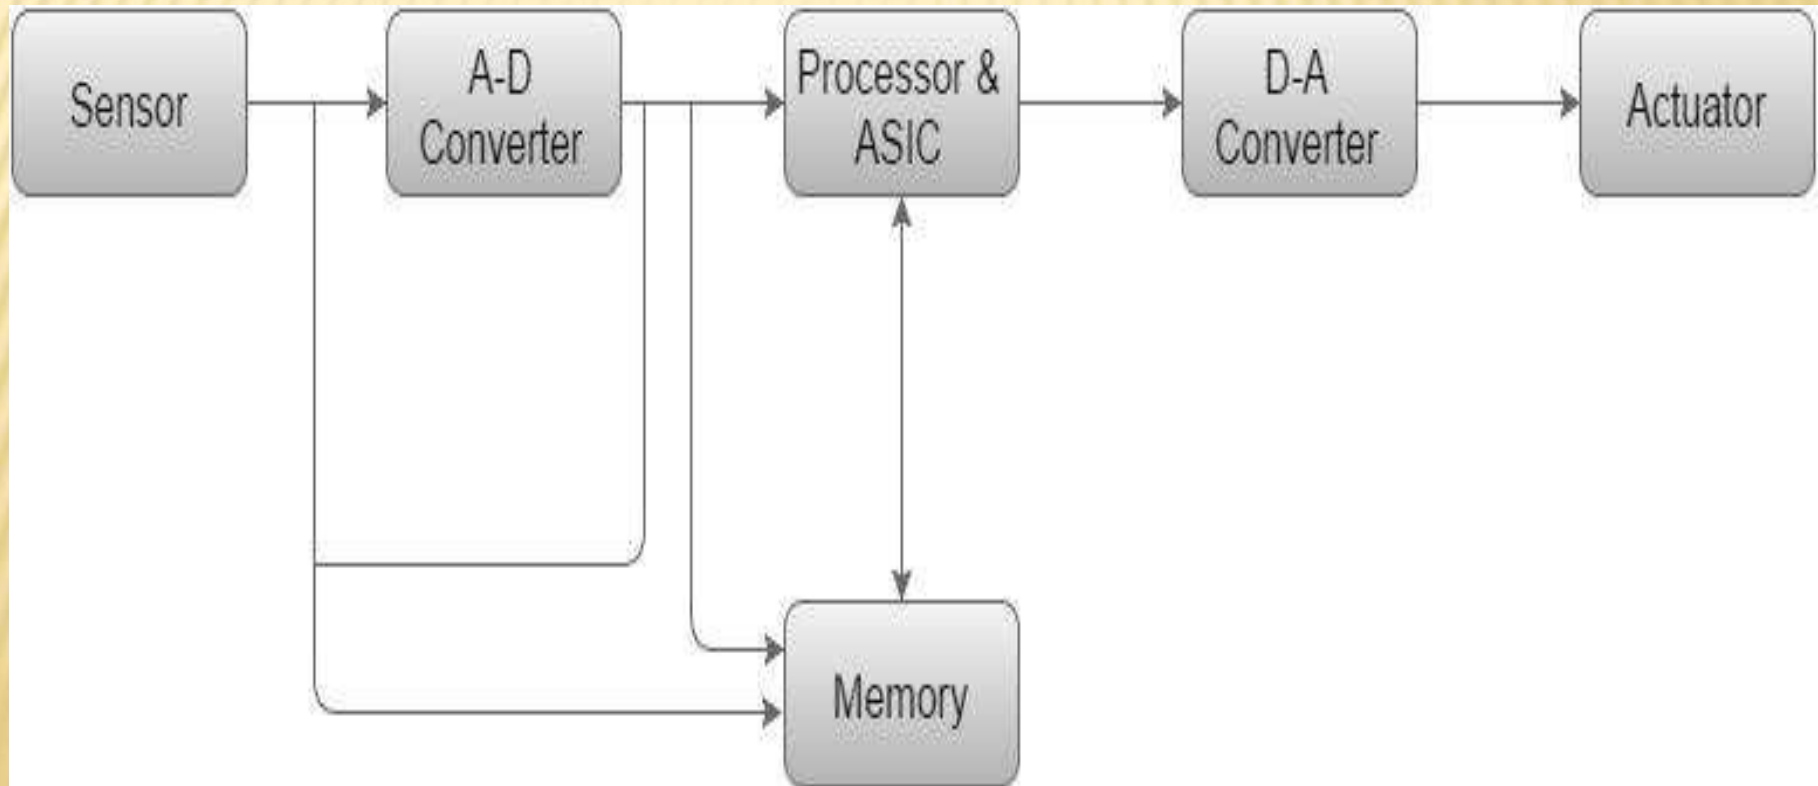 Sensor
A-D
Converter
Processor &
ASIC
D-A
Converter
Actuator
Memory